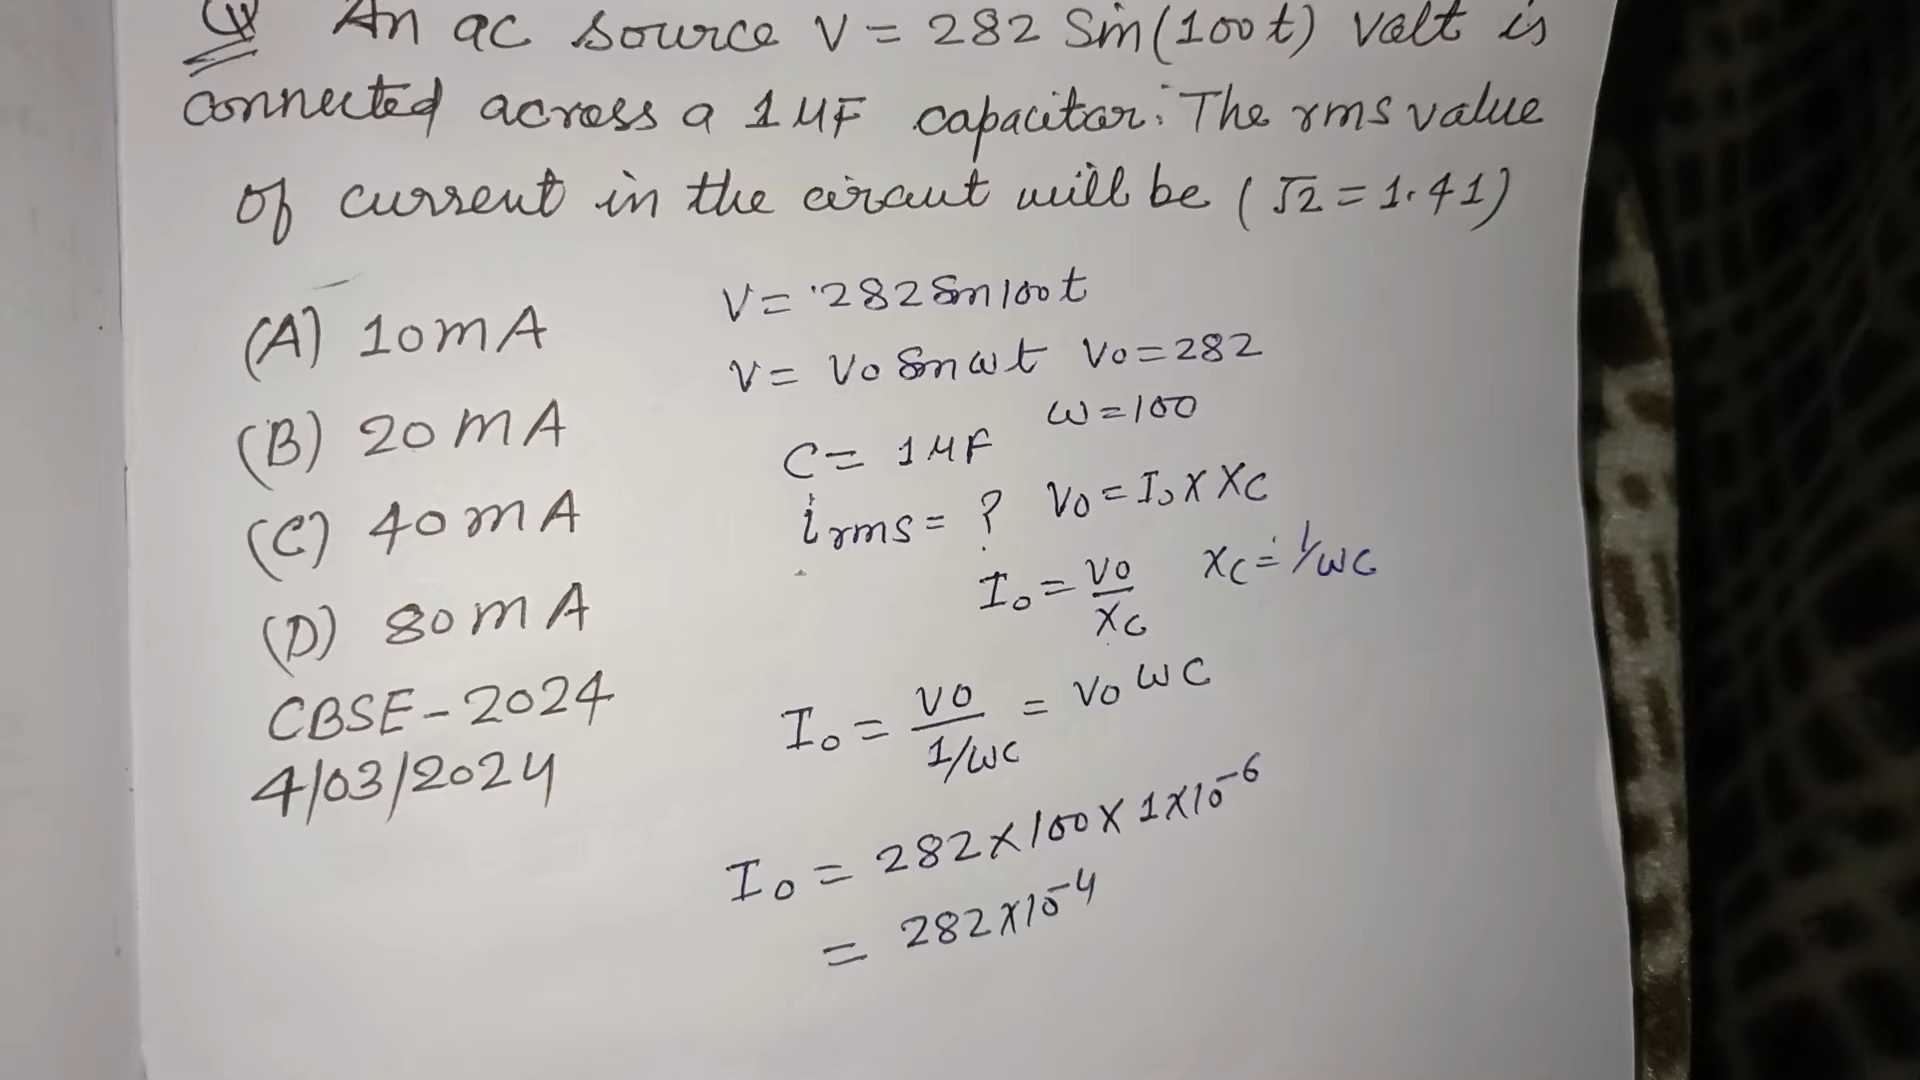 Q An ac source V = 282 Sin(100t) Valt is
connected across a 1 μF capacitor. The rms value
of current in the circuit will be (√2 = 1.41)
(A) 10 mA
(B) 20 mA
(C) 40 mA
(D) 80 mA
CBSE-2024
4/03/2024
V = 282 Sin 100t
V = V0 Sin ωt V0 = 282
ω = 100
C = 1 μF
irms = ? V0 = I0 X XC
I0 = V0/XC XC = 1/ωC
I0 = V0/(1/ωC) = V0 ωC
I0 = 282 × 100 × 1×10⁻⁶
= 282 × 10⁻⁴